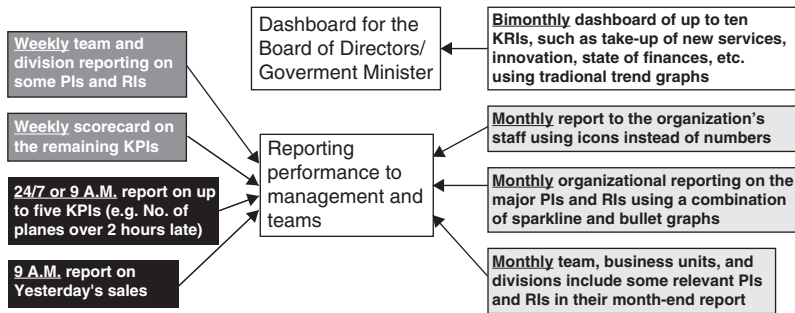 Weekly team and
division reporting on
some PIs and RIs
Weekly scorecard on
the remaining KPIs
24/7 or 9 A.M. report on up
to five KPIs (e.g. No. of
planes over 2 hours late)
9 A.M. report on
Yesterday's sales
Dashboard for the
Board of Directors/
Goverment Minister
Reporting
performance to
management and
teams
Bimonthly dashboard of up to ten
KRIs, such as take-up of new services,
innovation, state of finances, etc.
using tradional trend graphs
Monthly report to the organization's
staff using icons instead of numbers
Monthly organizational reporting on the
major PIs and RIs using a combination
of sparkline and bullet graphs
Monthly team, business units, and
divisions include some relevant PIs
and RIs in their month-end report